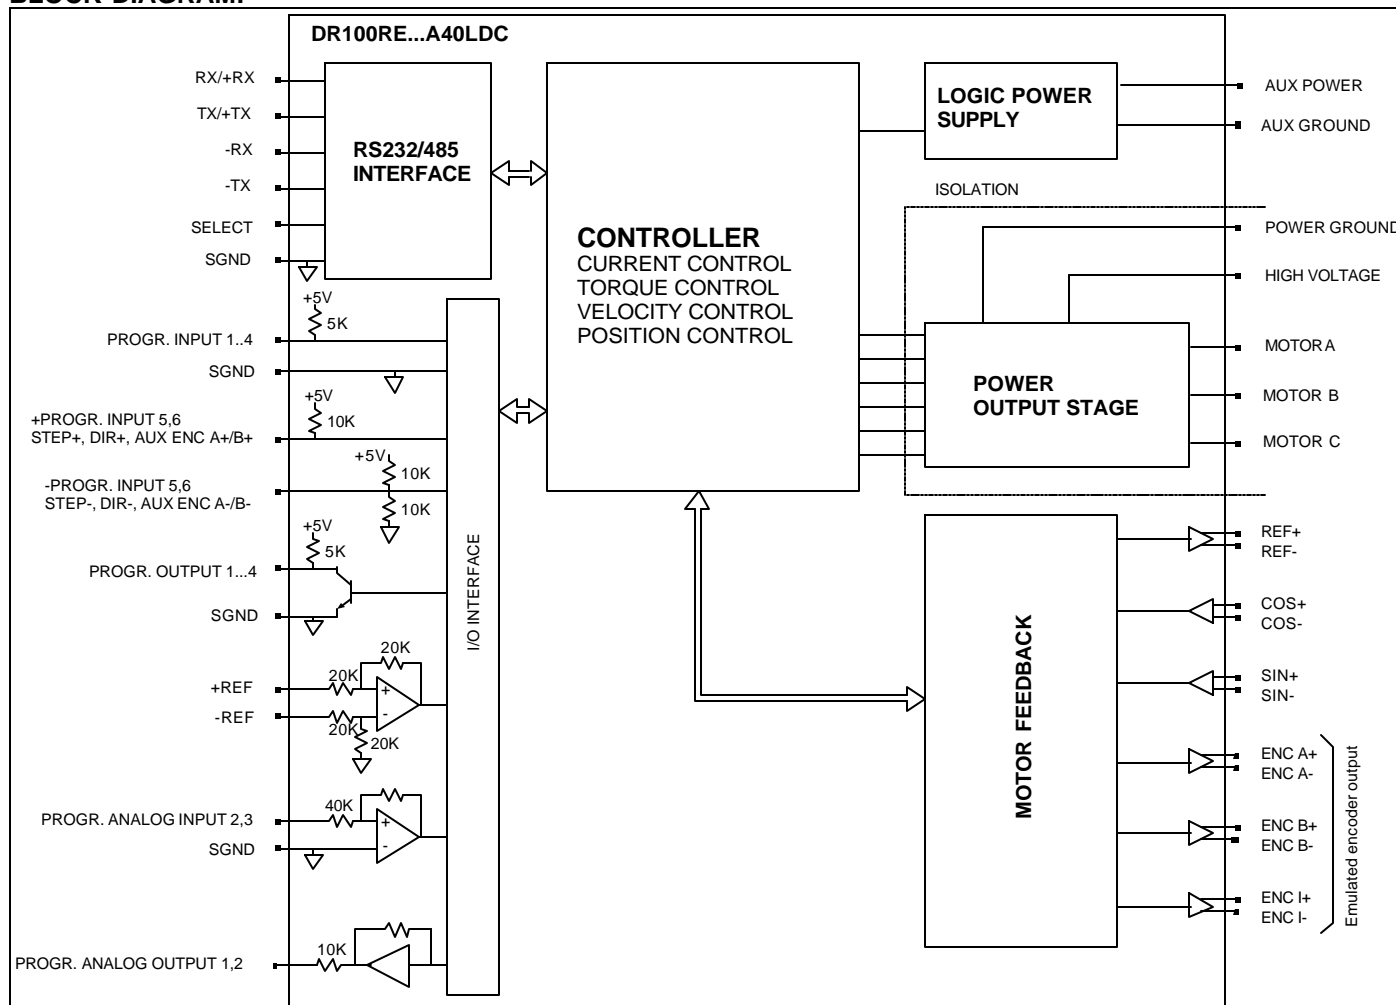 DR100RE...A40LDC
RX/+RX
TX/+TX
-RX
-TX
SELECT
SGND
RS232/485
INTERFACE
CONTROLLER
CURRENT CONTROL
TORQUE CONTROL
VELOCITY CONTROL
POSITION CONTROL
LOGIC POWER
SUPPLY
AUX POWER
AUX GROUND
ISOLATION
POWER GROUND
HIGH VOLTAGE
POWER
OUTPUT STAGE
MOTOR A
MOTOR B
MOTOR C
+5V
5K
PROGR. INPUT 1..4
SGND
+5V
10K
+PROGR. INPUT 5,6
STEP+, DIR+, AUX ENC A+/B+
+5V
10K
-PROGR. INPUT 5,6
STEP-, DIR-, AUX ENC A-/B-
10K
+5V
5K
PROGR. OUTPUT 1...4
SGND
I/O INTERFACE
20K
20K
+REF
+
-REF
-
20K
20K
40K
PROGR. ANALOG INPUT 2,3
+
SGND
-
10K
PROGR. ANALOG OUTPUT 1,2
MOTOR FEEDBACK
REF+
REF-
COS+
COS-
SIN+
SIN-
ENC A+
ENC A-
ENC B+
ENC B-
ENC I+
ENC I-
Emulated encoder output